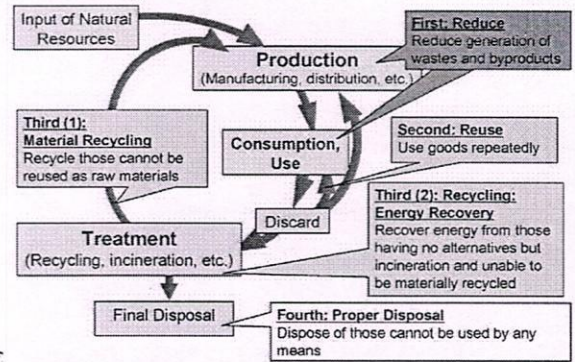 Input of Natural
Resources
First: Reduce
Reduce generation of
wastes and byproducts
Production
(Manufacturing, distribution, etc.)
Third (1):
Material Recycling
Recycle those cannot be
reused as raw materials
Consumption,
Use
Second: Reuse
Use goods repeatedly
Discard
Third (2): Recycling:
Energy Recovery
Recover energy from those
having no alternatives but
incineration and unable to
be materially recycled
Treatment
(Recycling, incineration, etc.)
Final Disposal
Fourth: Proper Disposal
Dispose of those cannot be used by any
means